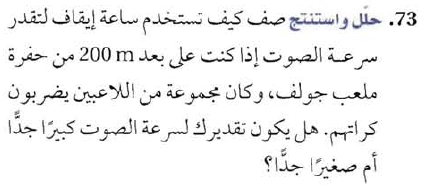 73. حلّل واستنتج صف كيف تستخدم ساعة إيقاف لتقدر
سرعة الصوت إذا كنت على بعد 200 m من حفرة
ملعب جولف، وكان مجموعة من اللاعبين يضربون
كراتهم. هل يكون تقديرك لسرعة الصوت كبيرًا جدًّا
أم صغيرًا جدًّا؟